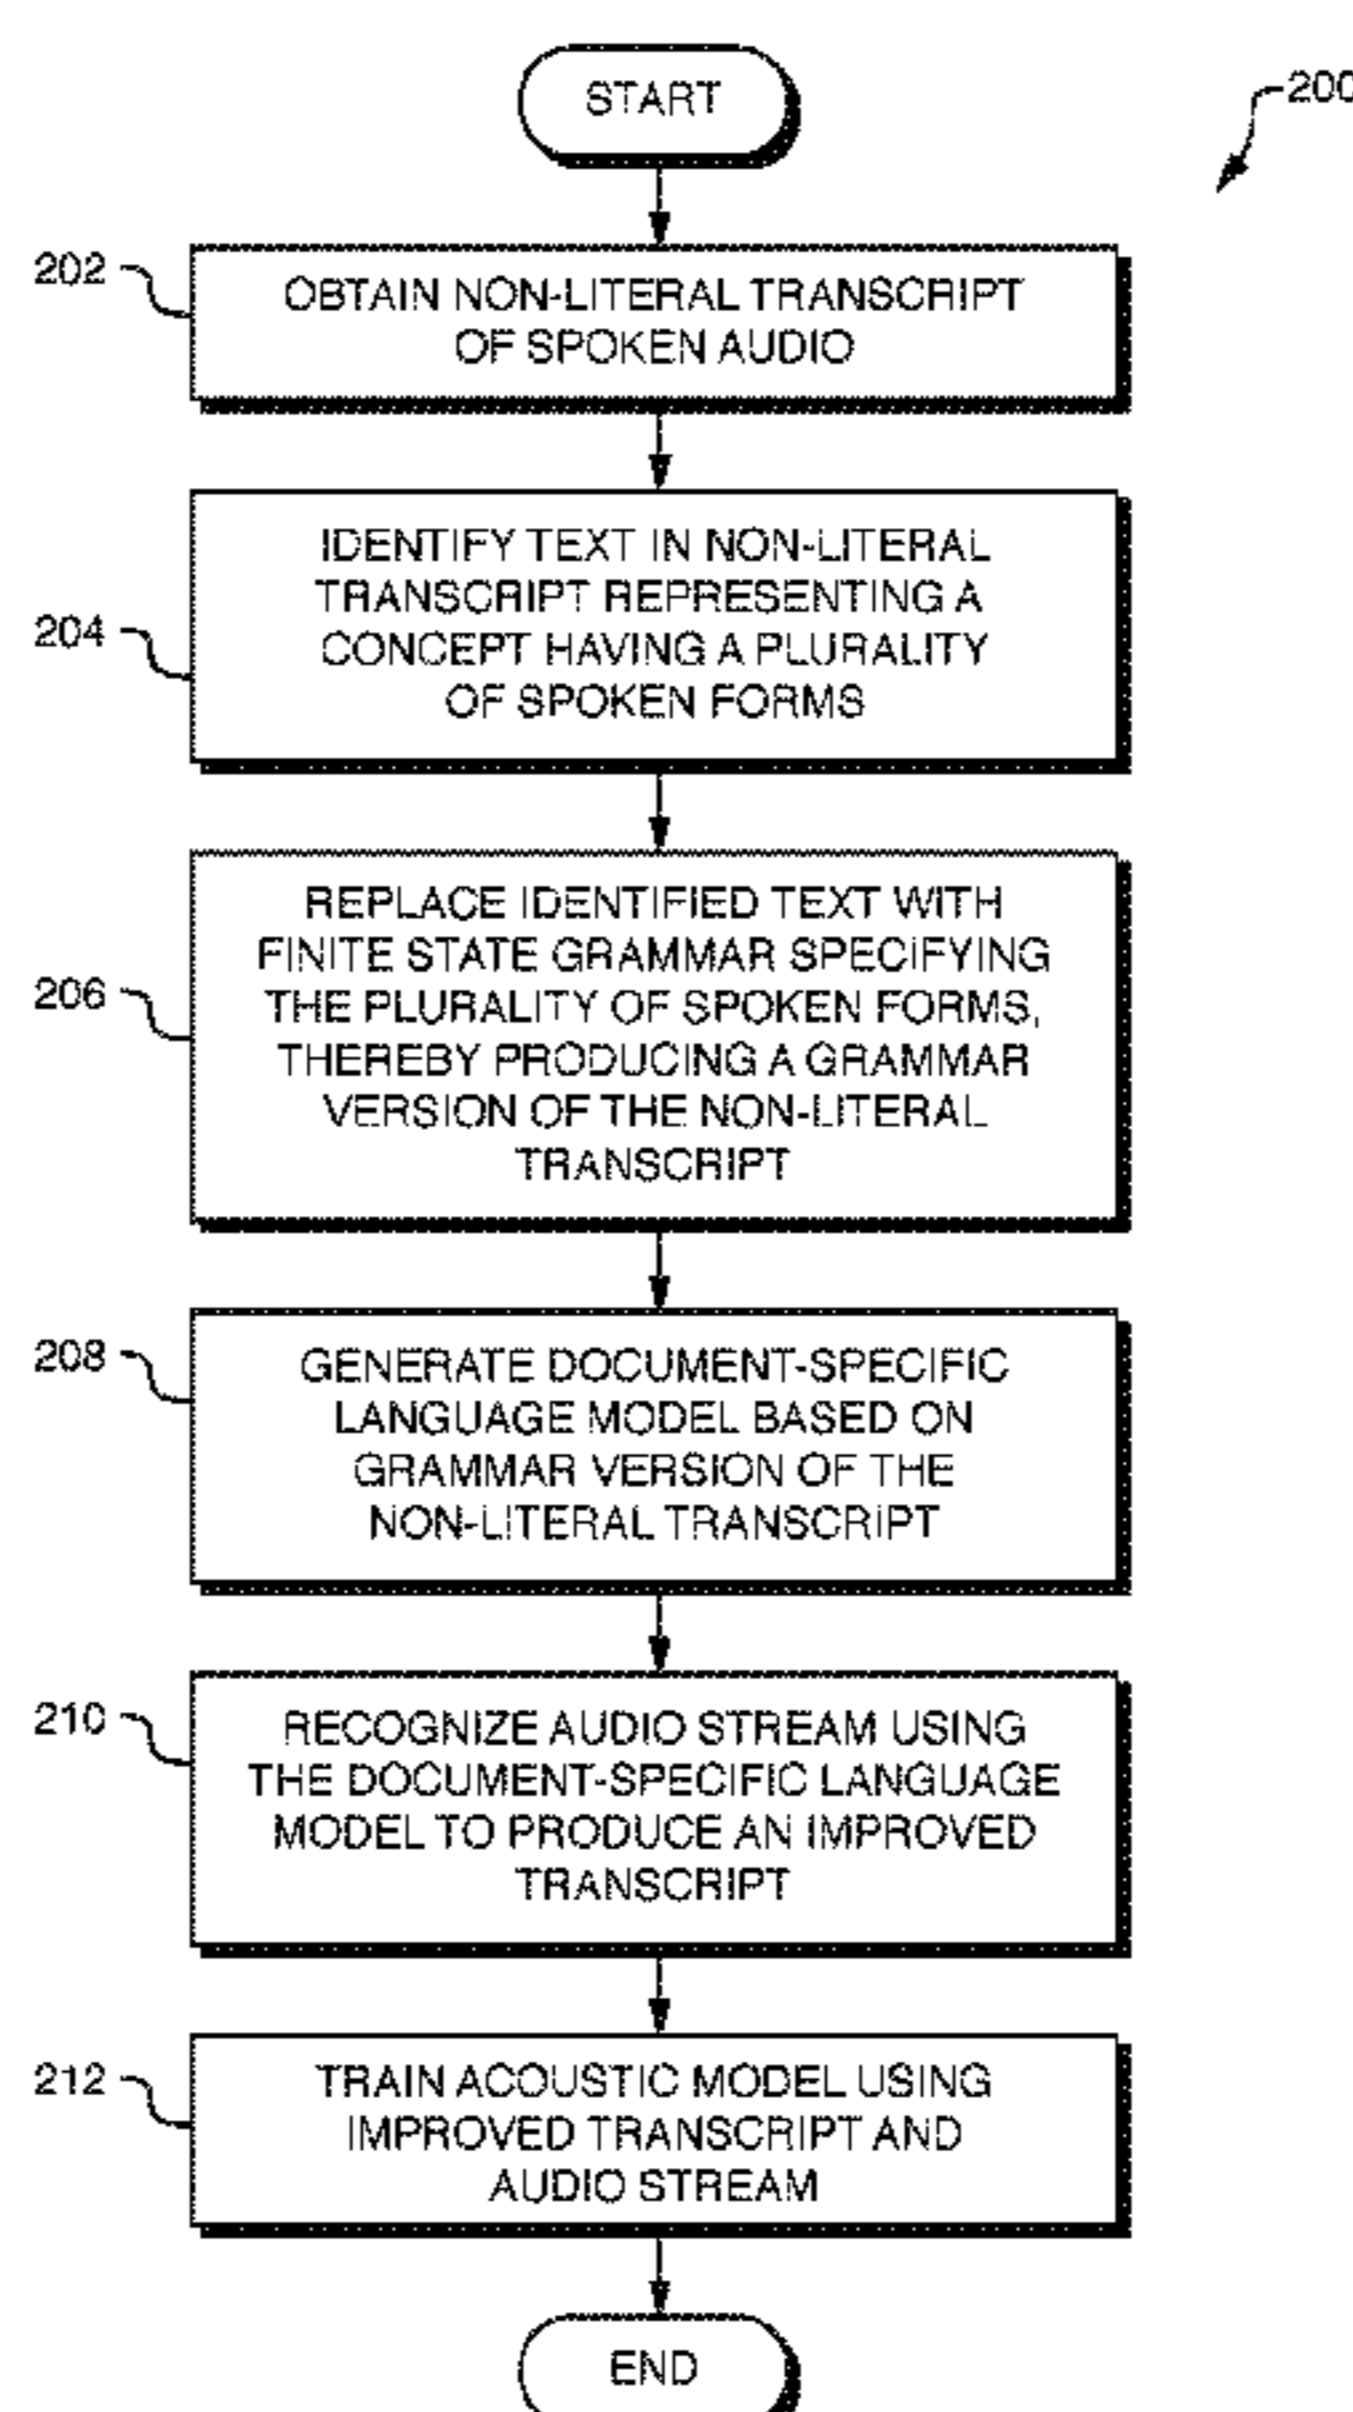 START
200
202
OBTAIN NON-LITERAL TRANSCRIPT
OF SPOKEN AUDIO
204
IDENTIFY TEXT IN NON-LITERAL
TRANSCRIPT REPRESENTING A
CONCEPT HAVING A PLURALITY
OF SPOKEN FORMS
206
REPLACE IDENTIFIED TEXT WITH
FINITE STATE GRAMMAR SPECIFYING
THE PLURALITY OF SPOKEN FORMS,
THEREBY PRODUCING A GRAMMAR
VERSION OF THE NON-LITERAL
TRANSCRIPT
208
GENERATE DOCUMENT-SPECIFIC
LANGUAGE MODEL BASED ON
GRAMMAR VERSION OF THE
NON-LITERAL TRANSCRIPT
210
RECOGNIZE AUDIO STREAM USING
THE DOCUMENT-SPECIFIC LANGUAGE
MODEL TO PRODUCE AN IMPROVED
TRANSCRIPT
212
TRAIN ACOUSTIC MODEL USING
IMPROVED TRANSCRIPT AND
AUDIO STREAM
END